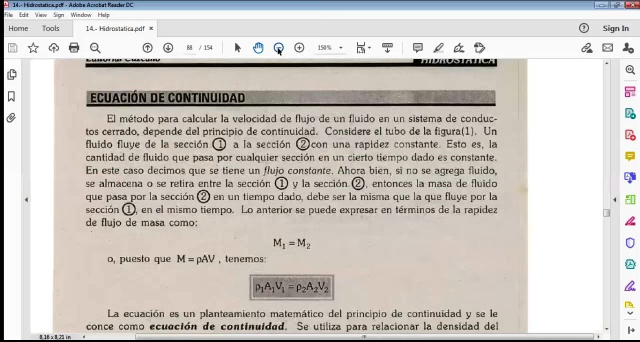 14.- Hidrostatica.pdf - Adobe Acrobat Reader DC
File Edit View Sign Window Help
Home Tools 14.- Hidrostatica.pdf × Sign In
88 / 154 150%
HIDROSTATICA
ECUACIÓN DE CONTINUIDAD
El método para calcular la velocidad de flujo de un fluido en un sistema de conduc-
tos cerrado, depende del principio de continuidad. Considere el tubo de la figura(1). Un
fluido fluye de la sección 1 a la sección 2 con una rapidez constante. Esto es, la
cantidad de fluido que pasa por cualquier sección en un cierto tiempo dado es constante.
En este caso decimos que se tiene un flujo constante. Ahora bien, si no se agrega fluido,
se almacena o se retira entre la sección 1 y la sección 2, entonces la masa de fluido
que pasa por la sección 2 en un tiempo dado, debe ser la misma que la que fluye por la
sección 1, en el mismo tiempo. Lo anterior se puede expresar en términos de la rapidez
de flujo de masa como:
M₁ = M₂
o, puesto que M = ρAV, tenemos:
ρ₁A₁V₁ = ρ₂A₂V₂
La ecuación es un planteamiento matemático del principio de continuidad y se le
conce como ecuación de continuidad. Se utiliza para relacionar la densidad del
8,16 x 8,21 in